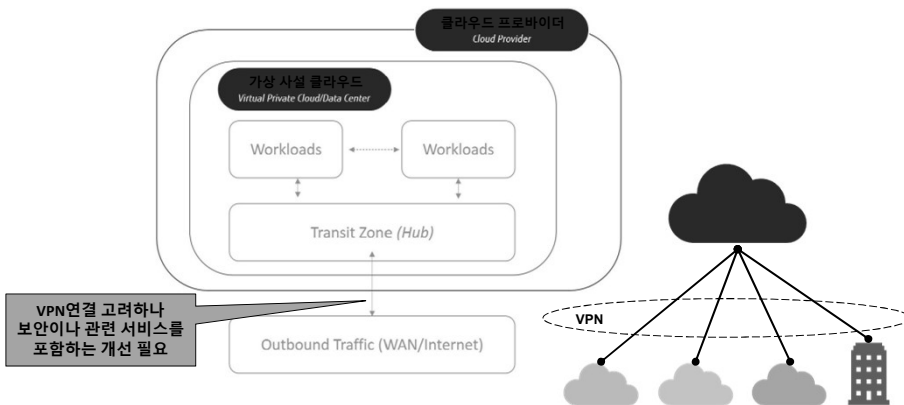 클라우드 프로바이더
Cloud Provider
가상 사설 클라우드
Virtual Private Cloud/Data Center
Workloads
Workloads
Transit Zone (Hub)
VPN연결 고려하나
보안이나 관련 서비스를
포함하는 개선 필요
Outbound Traffic (WAN/Internet)
VPN